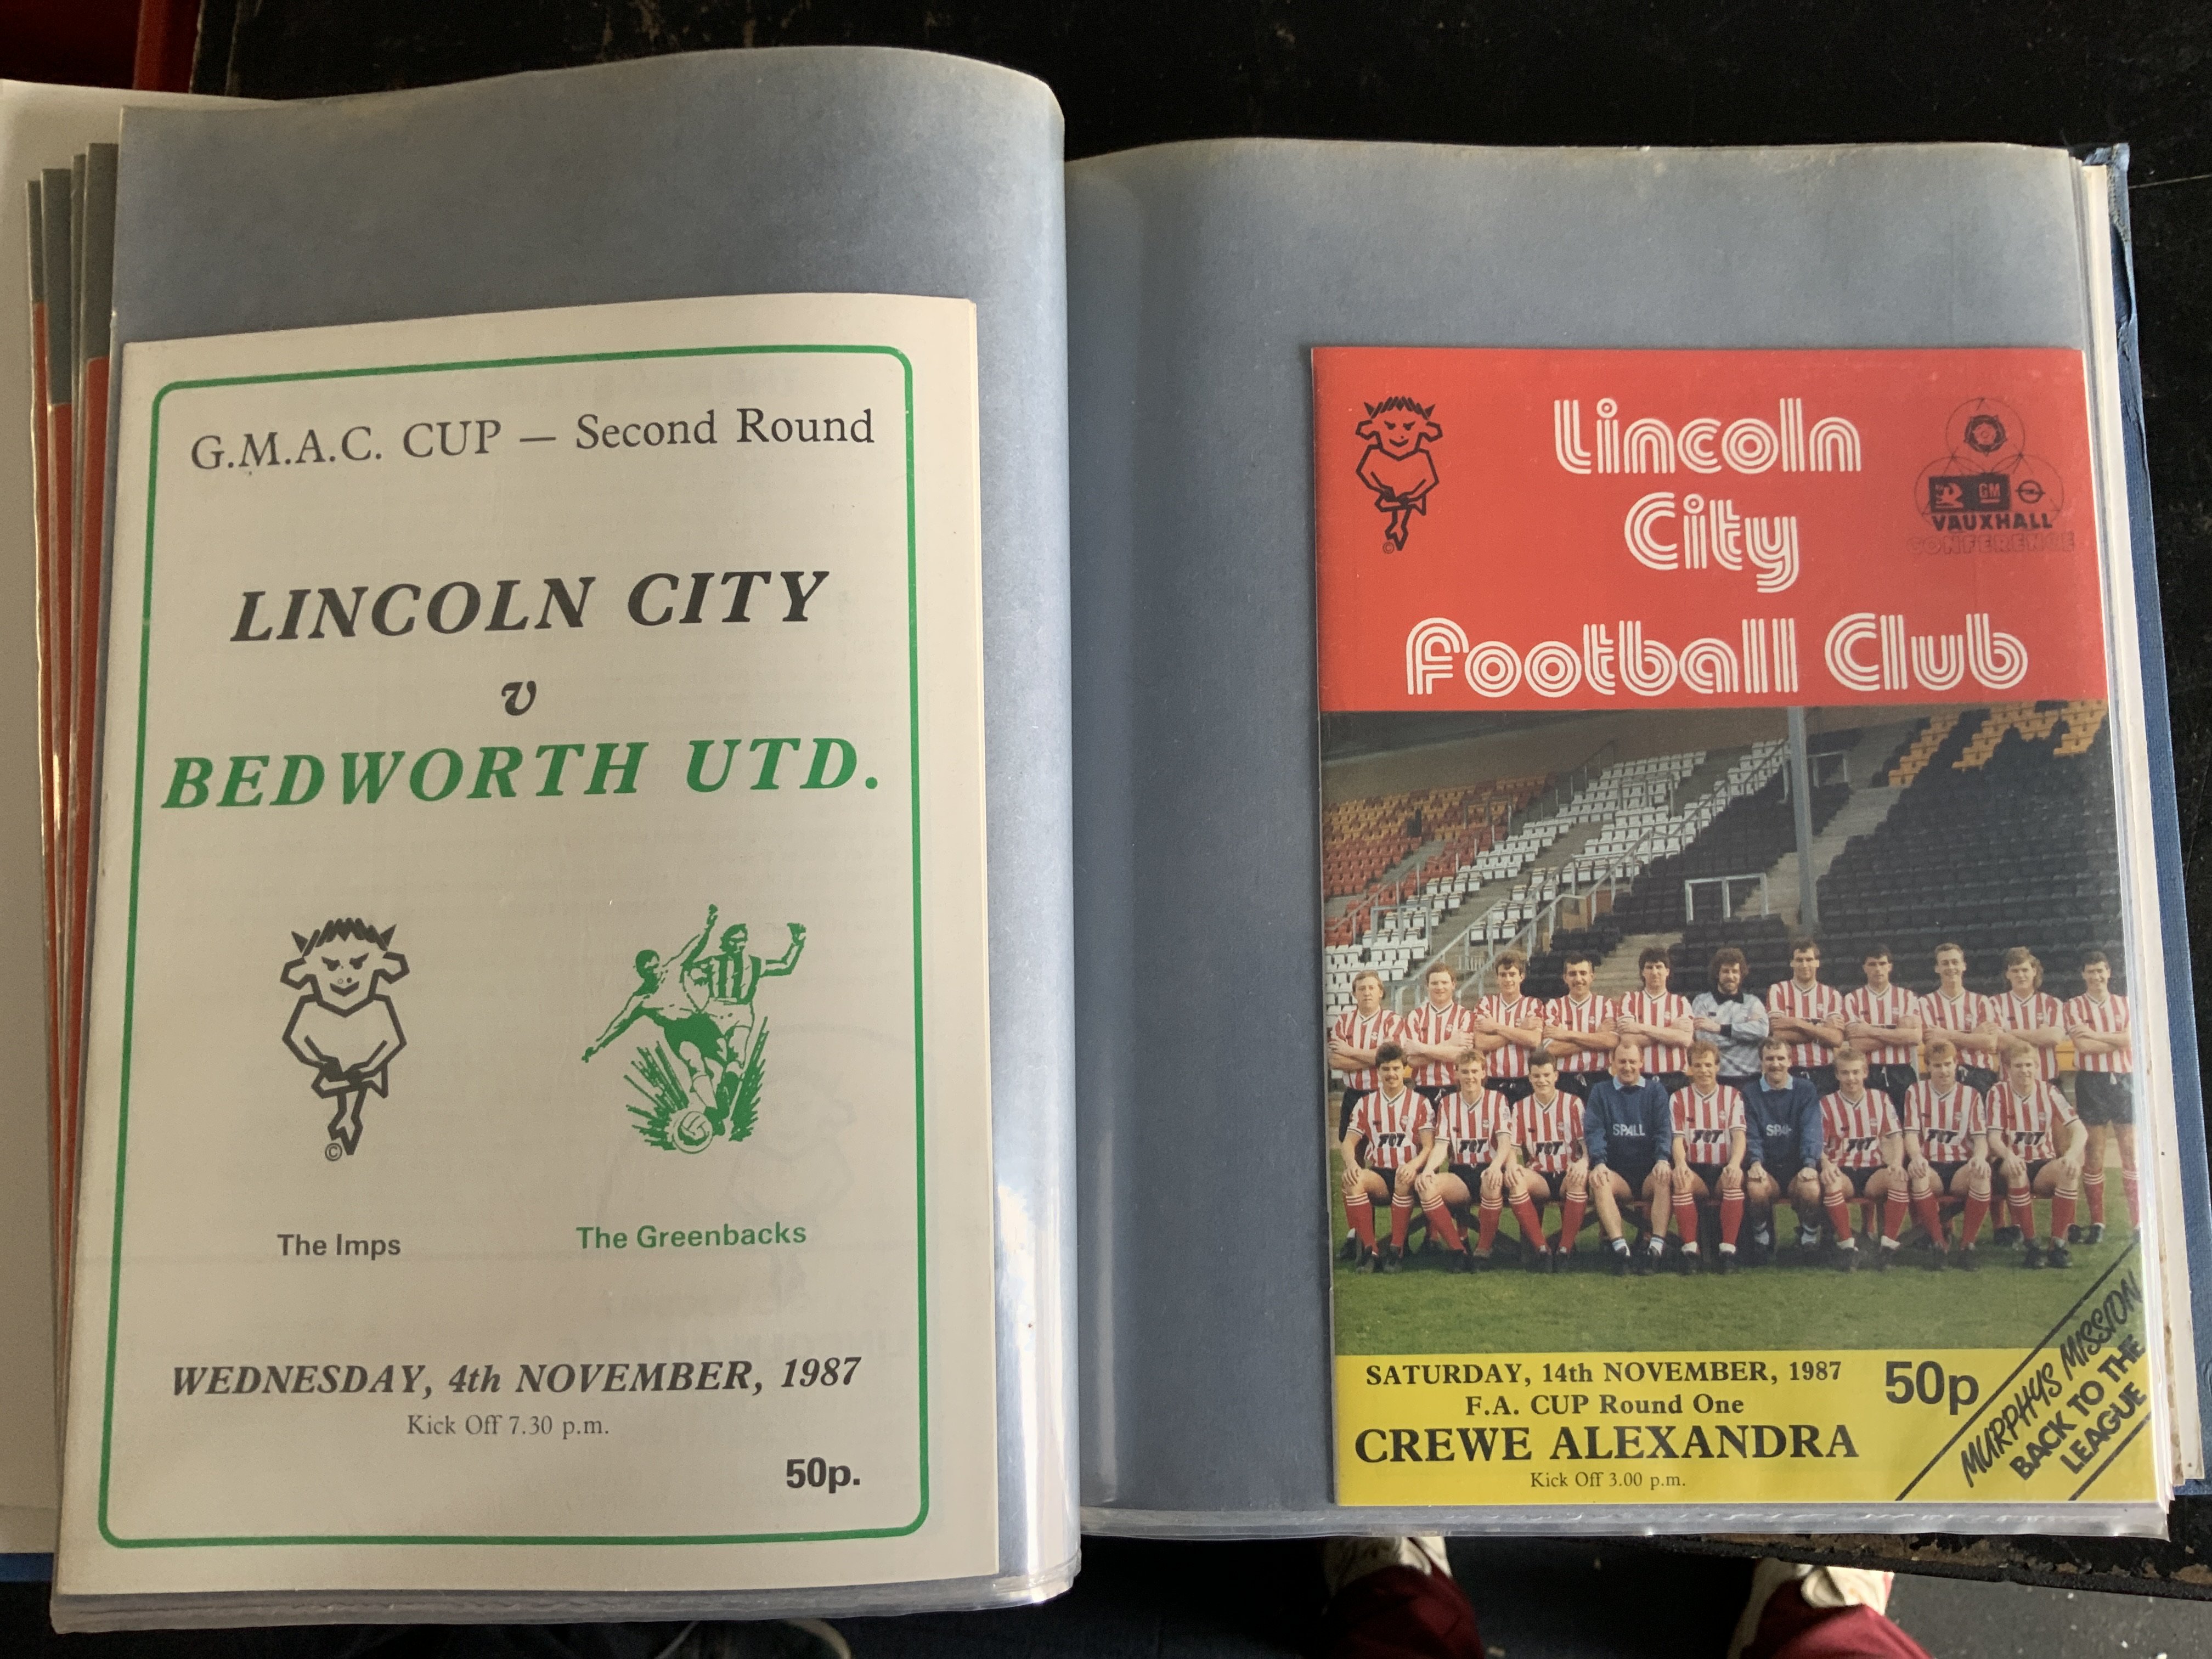 G.M.A.C. CUP — Second Round
LINCOLN CITY
v
BEDWORTH UTD.
©
The Imps
The Greenbacks
WEDNESDAY, 4th NOVEMBER, 1987
Kick Off 7.30 p.m.
50p.
Lincoln
City
Football Club
©
GM
VAUXHALL
CONFERENCE
SPALL
SATURDAY, 14th NOVEMBER, 1987
F.A. CUP Round One
CREWE ALEXANDRA
Kick Off 3.00 p.m.
50p
MURPHYS MISSION
BACK TO THE
LEAGUE